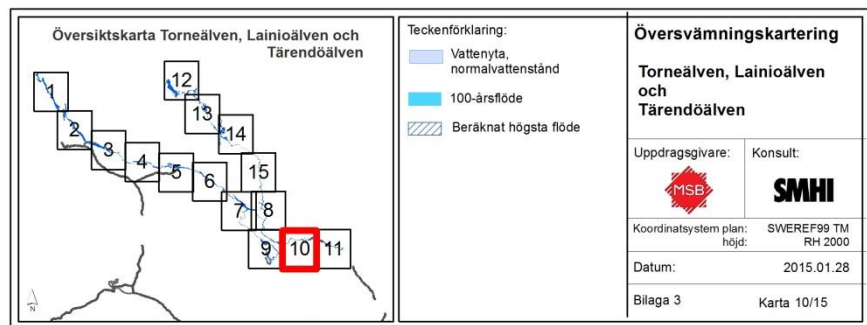 Översiktskarta Torneälven, Lainioälven och
Tärendöälven
1
2
3
4
5
6
7
8
9
10
11
12
13
14
15
N
Teckenförklaring:
Vattenyta,
normalvattenstånd
100-årsflöde
Beräknat högsta flöde
Översvämningskartering
Torneälven, Lainioälven
och
Tärendöälven
Uppdragsgivare:
Konsult:
MSB
SMHI
Koordinatsystem plan: SWEREF99 TM
höjd: RH 2000
Datum: 2015.01.28
Bilaga 3 Karta 10/15